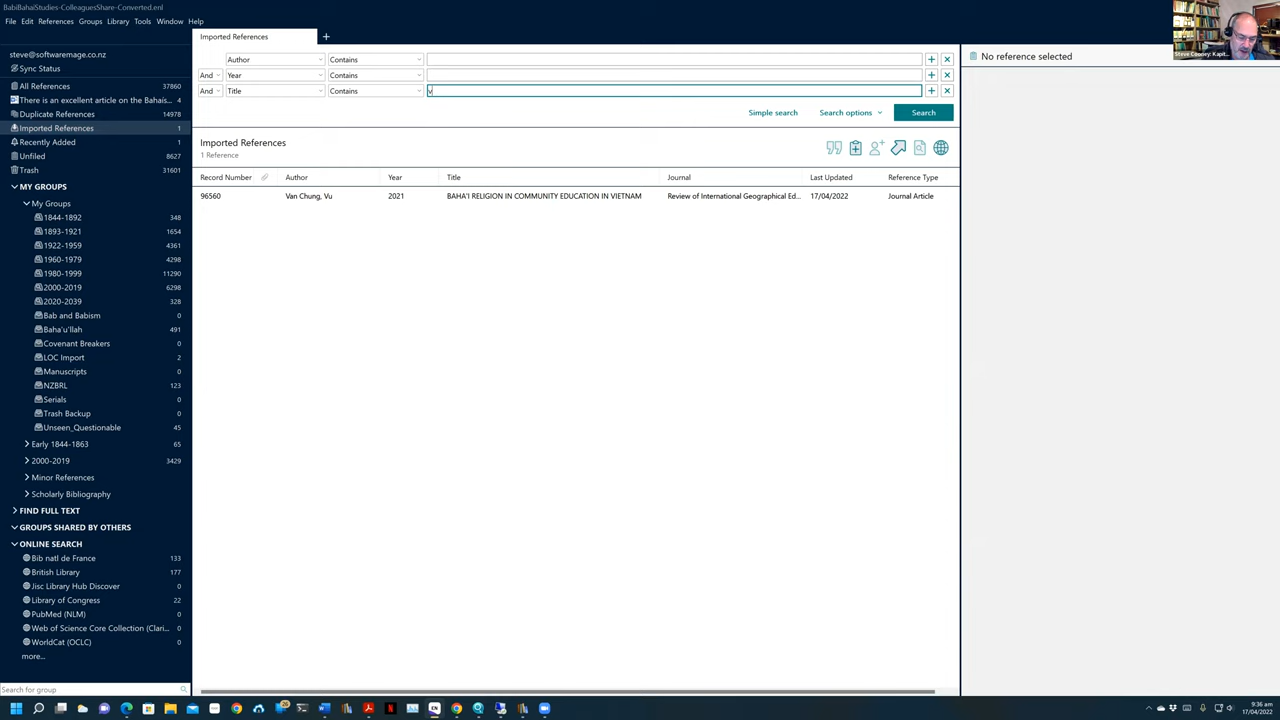 BabiBahaiStudies-ColleaguesShare-Converted.enl
File Edit References Groups Library Tools Window Help
steve@softwaremage.co.nz
Sync Status
All References 37860
There is an excellent article on the Bahaís... 4
Duplicate References 14978
Imported References 1
Recently Added 1
Unfiled 8627
Trash 31601
MY GROUPS
My Groups
1844-1892 348
1893-1921 1654
1922-1959 4361
1960-1979 4298
1980-1999 11290
2000-2019 6298
2020-2039 328
Bab and Babism 0
Baha'u'llah 491
Covenant Breakers 0
LOC Import 2
Manuscripts 0
NZBRL 123
Serials 0
Trash Backup 0
Unseen_Questionable 45
Early 1844-1863 65
2000-2019 3429
Minor References
Scholarly Bibliography
FIND FULL TEXT
GROUPS SHARED BY OTHERS
ONLINE SEARCH
Bib natl de France 133
British Library 177
Jisc Library Hub Discover 0
Library of Congress 22
PubMed (NLM) 0
Web of Science Core Collection (Clari... 0
WorldCat (OCLC) 0
more...
Search for group
Imported References
Author Contains
And Year Contains
And Title Contains v
Simple search Search options Search
Imported References
1 Reference
Record Number Author Year Title Journal Last Updated Reference Type
96560 Van Chung, Vu 2021 BAHA'I RELIGION IN COMMUNITY EDUCATION IN VIETNAM Review of International Geographical Ed... 17/04/2022 Journal Article
No reference selected
9:36 am
17/04/2022